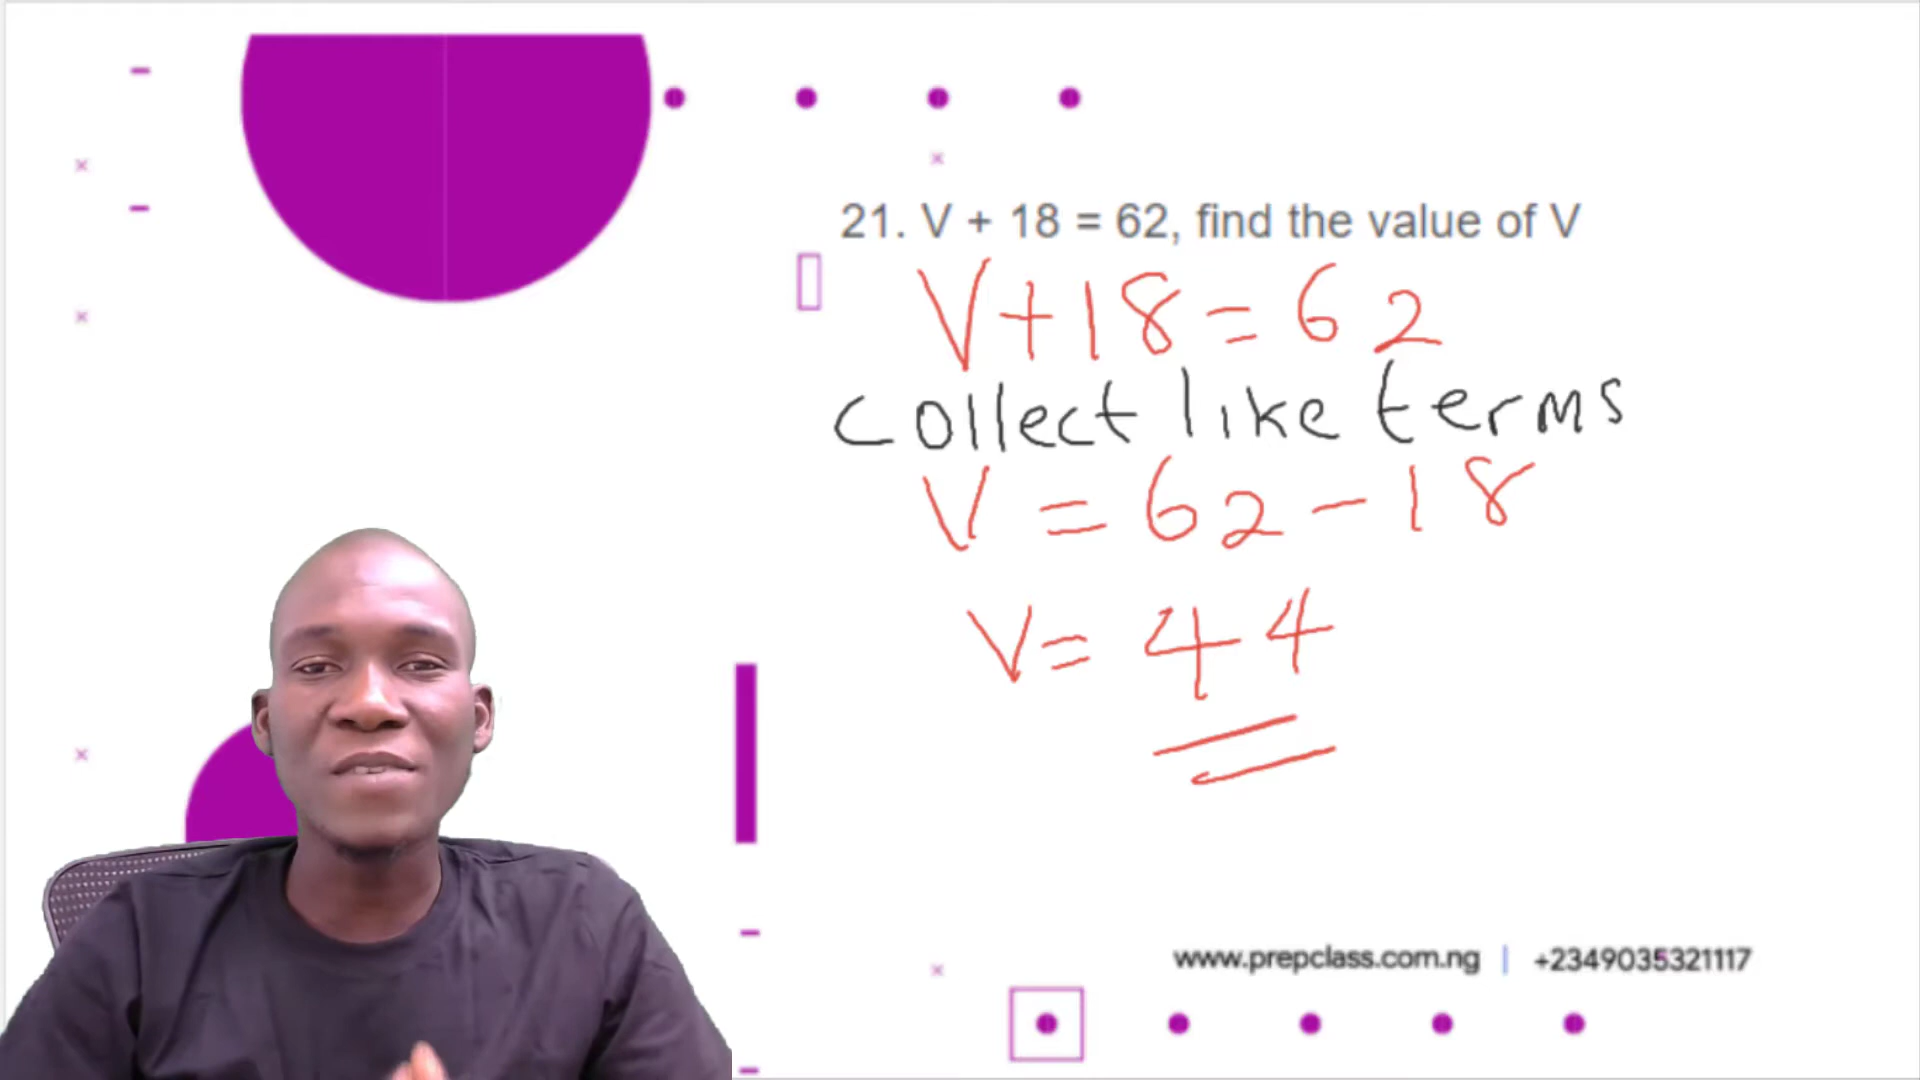 21. V + 18 = 62, find the value of V
V+18=62
collect like terms
V = 62-18
V= 44
www.prepclass.com.ng | +2349035321117